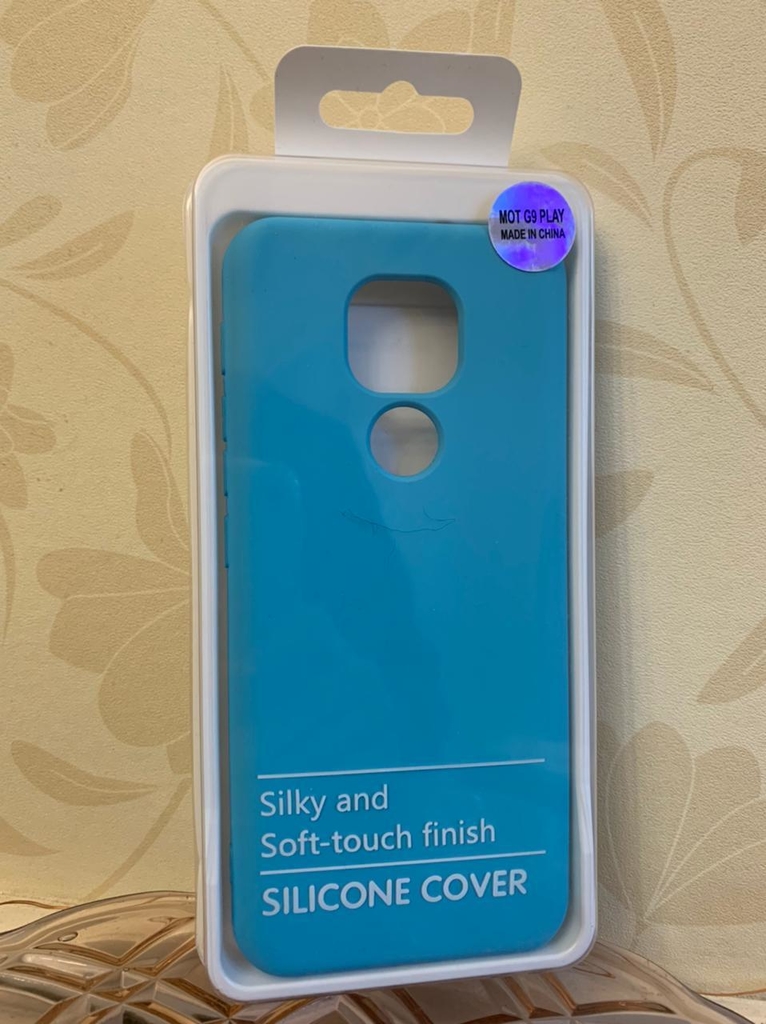 MOT G9 PLAY
MADE IN CHINA
Silky and
Soft-touch finish
SILICONE COVER